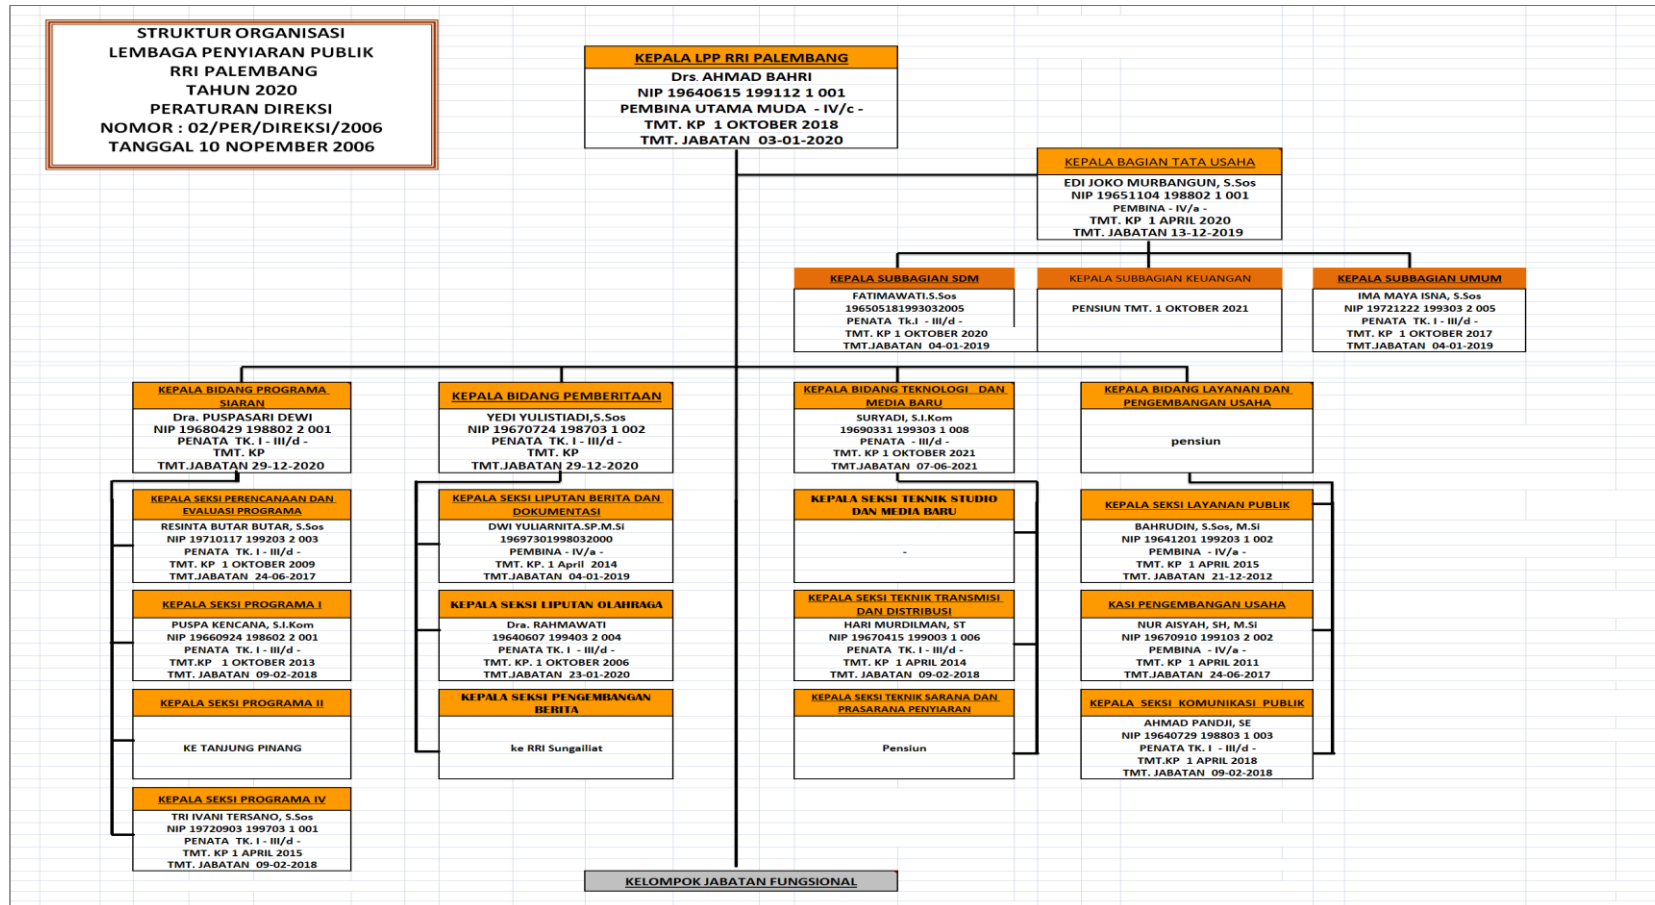 STRUKTUR ORGANISASI
LEMBAGA PENYIARAN PUBLIK
RRI PALEMBANG
TAHUN 2020
PERATURAN DIREKSI
NOMOR : 02/PER/DIREKSI/2006
TANGGAL 10 NOPEMBER 2006
KEPALA LPP RRI PALEMBANG
Drs. AHMAD BAHRI
NIP 19640615 199112 1 001
PEMBINA UTAMA MUDA - IV/c -
TMT. KP 1 OKTOBER 2018
TMT. JABATAN 03-01-2020
KEPALA BAGIAN TATA USAHA
EDI JOKO MURBANGUN, S.Sos
NIP 19651104 198802 1 001
PEMBINA - IV/a -
TMT. KP 1 APRIL 2020
TMT. JABATAN 13-12-2019
KEPALA SUBBAGIAN SDM
FATIMAWATI.S.Sos
196505181993032005
PENATA Tk.I - III/d -
TMT. KP 1 OKTOBER 2020
TMT.JABATAN 04-01-2019
KEPALA SUBBAGIAN KEUANGAN
PENSIUN TMT. 1 OKTOBER 2021
KEPALA SUBBAGIAN UMUM
IMA MAYA ISNA, S.Sos
NIP 19721222 199303 2 005
PENATA TK. I - III/d -
TMT. KP 1 OKTOBER 2017
TMT.JABATAN 04-01-2019
KEPALA BIDANG PROGRAMA
SIARAN
Dra. PUSPASARI DEWI
NIP 19680429 198802 2 001
PENATA TK. I - III/d -
TMT. KP
TMT.JABATAN 29-12-2020
KEPALA SEKSI PERENCANAAN DAN
EVALUASI PROGRAMA
RESINTA BUTAR BUTAR, S.Sos
NIP 19710117 199203 2 003
PENATA TK. I - III/d -
TMT. KP 1 OKTOBER 2009
TMT.JABATAN 24-06-2017
KEPALA SEKSI PROGRAMA I
PUSPA KENCANA, S.I.Kom
NIP 19660924 198602 2 001
PENATA TK. I - III/d -
TMT.KP 1 OKTOBER 2013
TMT. JABATAN 09-02-2018
KEPALA SEKSI PROGRAMA II
KE TANJUNG PINANG
KEPALA SEKSI PROGRAMA IV
TRI IVANI TERSANO, S.Sos
NIP 19720903 199703 1 001
PENATA TK. I - III/d -
TMT. KP 1 APRIL 2015
TMT. JABATAN 09-02-2018
KEPALA BIDANG PEMBERITAAN
YEDI YULISTIADI,S.Sos
NIP 19670724 198703 1 002
PENATA TK. I - III/d -
TMT. KP
TMT.JABATAN 29-12-2020
KEPALA SEKSI LIPUTAN BERITA DAN
DOKUMENTASI
DWI YULIARNITA.SP.M.Si
19697301998032000
PEMBINA - IV/a -
TMT. KP. 1 April 2014
TMT.JABATAN 04-01-2019
KEPALA SEKSI LIPUTAN OLAHRAGA
Dra. RAHMAWATI
19640607 199403 2 004
PENATA TK. I - III/d -
TMT. KP. 1 OKTOBER 2006
TMT.JABATAN 23-01-2020
KEPALA SEKSI PENGEMBANGAN
BERITA
ke RRI Sungailiat
KEPALA BIDANG TEKNOLOGI DAN
MEDIA BARU
SURYADI, S.I.Kom
19690331 199303 1 008
PENATA - III/d -
TMT. KP 1 OKTOBER 2021
TMT.JABATAN 07-06-2021
KEPALA SEKSI TEKNIK STUDIO
DAN MEDIA BARU
-
KEPALA SEKSI TEKNIK TRANSMISI
DAN DISTRIBUSI
HARI MURDILMAN, ST
NIP 19670415 199003 1 006
PENATA TK. I - III/d -
TMT. KP 1 APRIL 2014
TMT. JABATAN 09-02-2018
KEPALA SEKSI TEKNIK SARANA DAN
PRASARANA PENYIARAN
Pensiun
KEPALA BIDANG LAYANAN DAN
PENGEMBANGAN USAHA
pensiun
KEPALA SEKSI LAYANAN PUBLIK
BAHRUDIN, S.Sos, M.Si
NIP 19641201 199203 1 002
PEMBINA - IV/a -
TMT. KP 1 APRIL 2015
TMT. JABATAN 21-12-2012
KASI PENGEMBANGAN USAHA
NUR AISYAH, SH, M.Si
NIP 19670910 199103 2 002
PEMBINA - IV/a -
TMT. KP 1 APRIL 2011
TMT.JABATAN 24-06-2017
KEPALA SEKSI KOMUNIKASI PUBLIK
AHMAD PANDJI, SE
NIP 19640729 198803 1 003
PENATA TK. I - III/d -
TMT.KP 1 APRIL 2018
TMT. JABATAN 09-02-2018
KELOMPOK JABATAN FUNGSIONAL